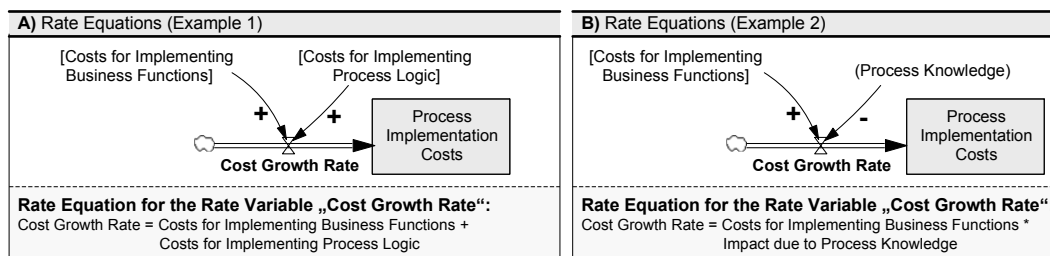 A) Rate Equations (Example 1)
[Costs for Implementing
Business Functions]
[Costs for Implementing
Process Logic]
+
+
Process
Implementation
Costs
Cost Growth Rate
Rate Equation for the Rate Variable „Cost Growth Rate“:
Cost Growth Rate = Costs for Implementing Business Functions +
Costs for Implementing Process Logic
B) Rate Equations (Example 2)
[Costs for Implementing
Business Functions]
(Process Knowledge)
+
-
Process
Implementation
Costs
Cost Growth Rate
Rate Equation for the Rate Variable „Cost Growth Rate“
Cost Growth Rate = Costs for Implementing Business Functions *
Impact due to Process Knowledge